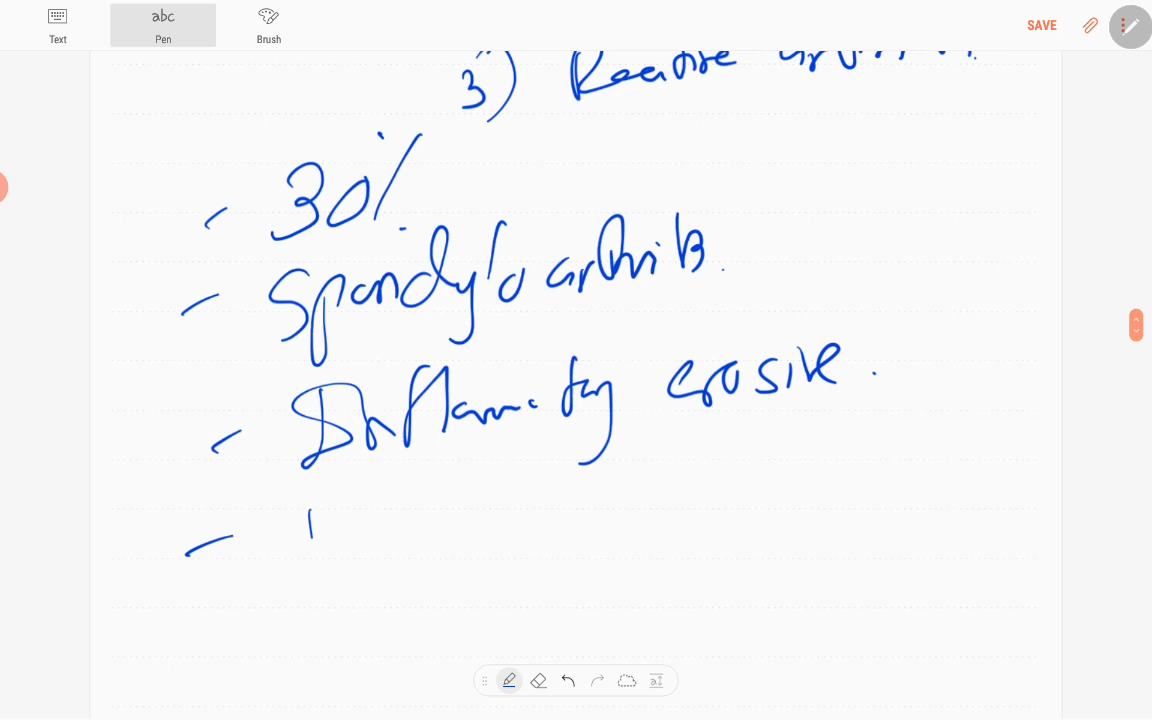 Text Pen Brush SAVE
3) Reactive
- 30%
- Spondyloarthritis.
- Inflammatory erosive.
-